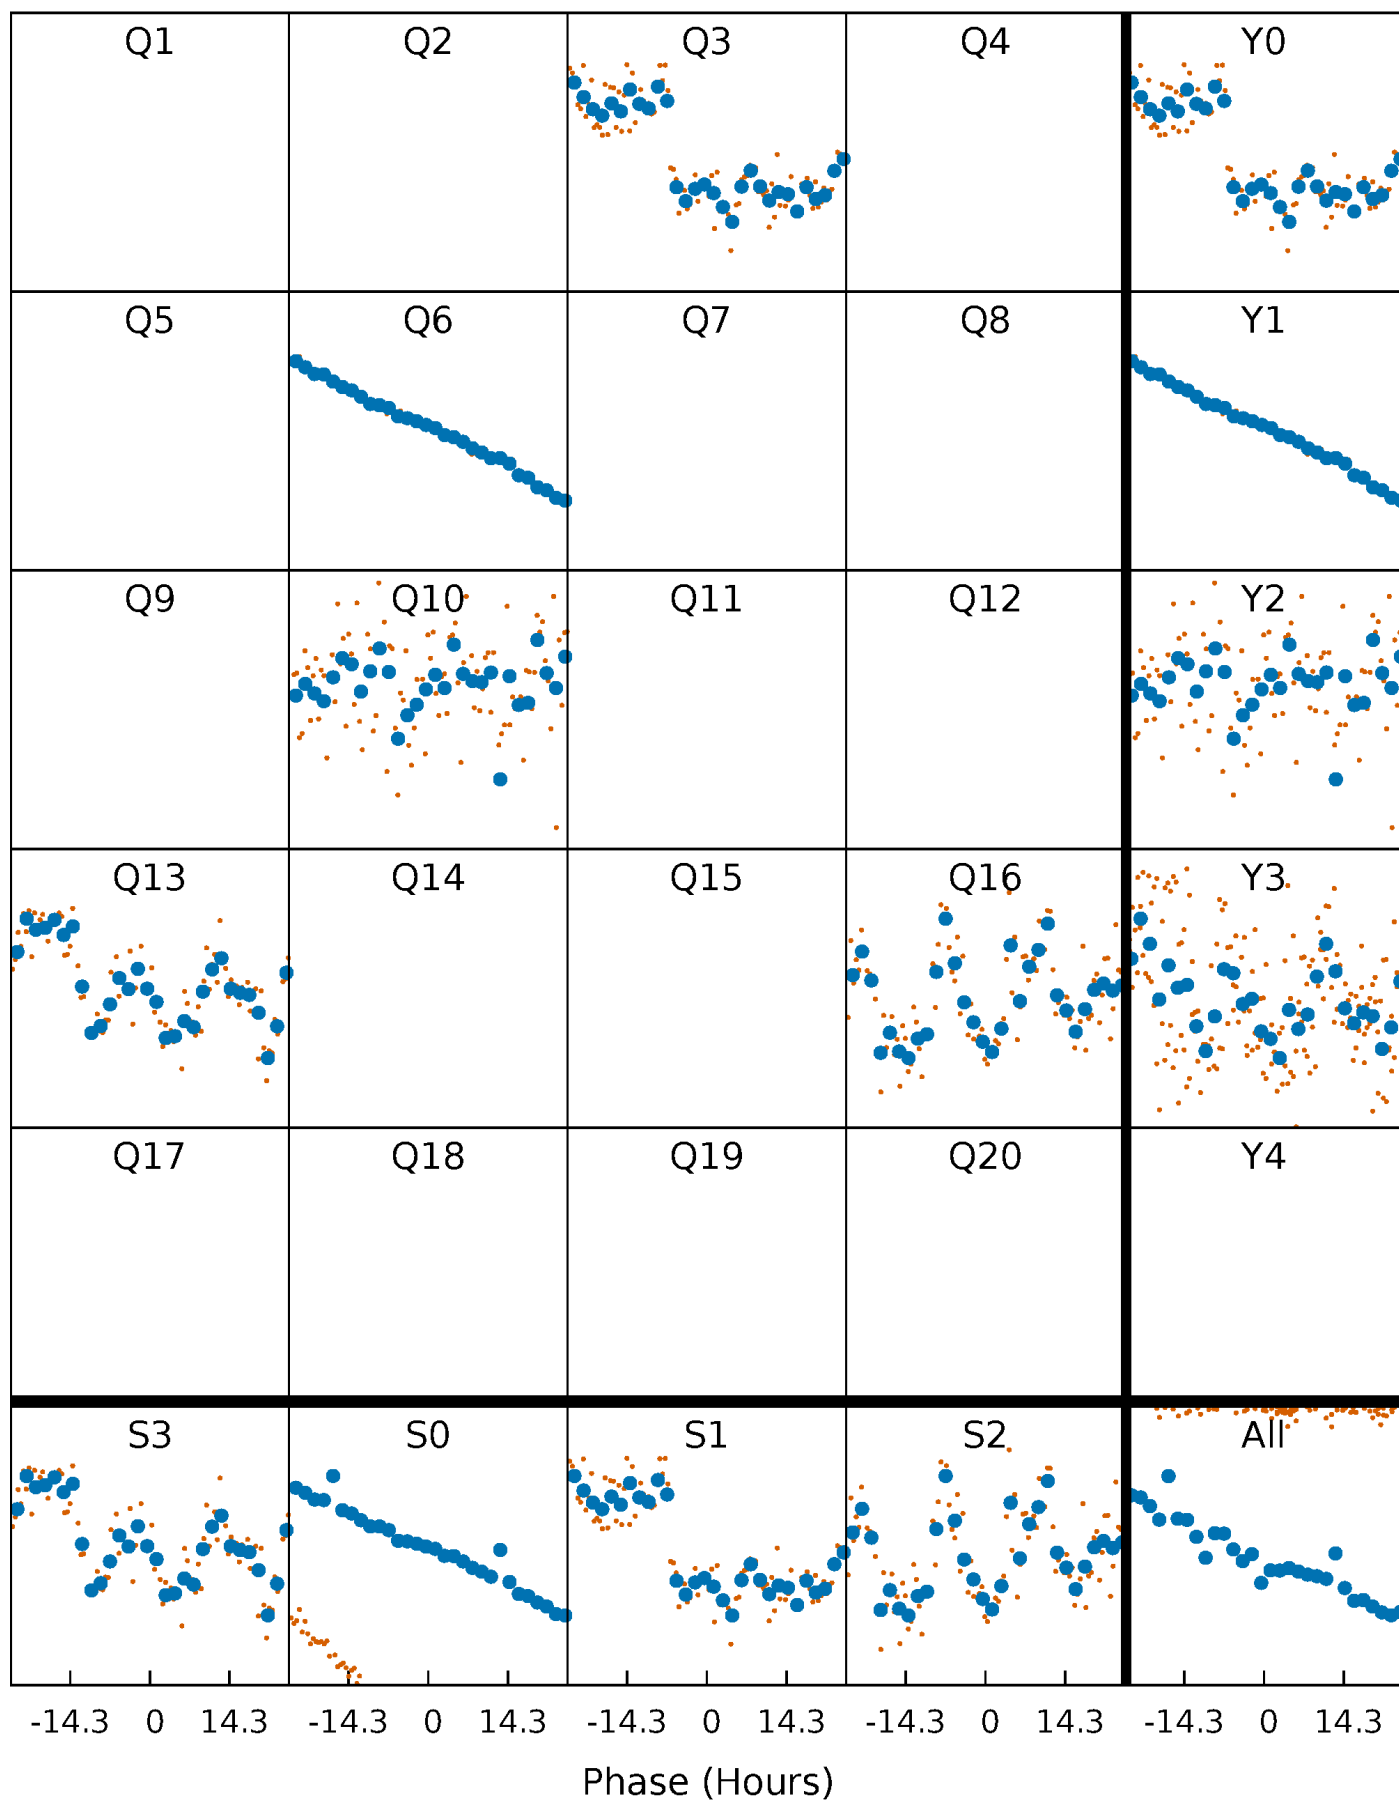 Q1 Q2 Q3 Q4 Y0
Q5 Q6 Q7 Q8 Y1
Q9 Q10 Q11 Q12 Y2
Q13 Q14 Q15 Q16 Y3
Q17 Q18 Q19 Q20 Y4
S3 S0 S1 S2 All
-14.3 0 14.3 -14.3 0 14.3 -14.3 0 14.3 -14.3 0 14.3 -14.3 0 14.3
Phase (Hours)